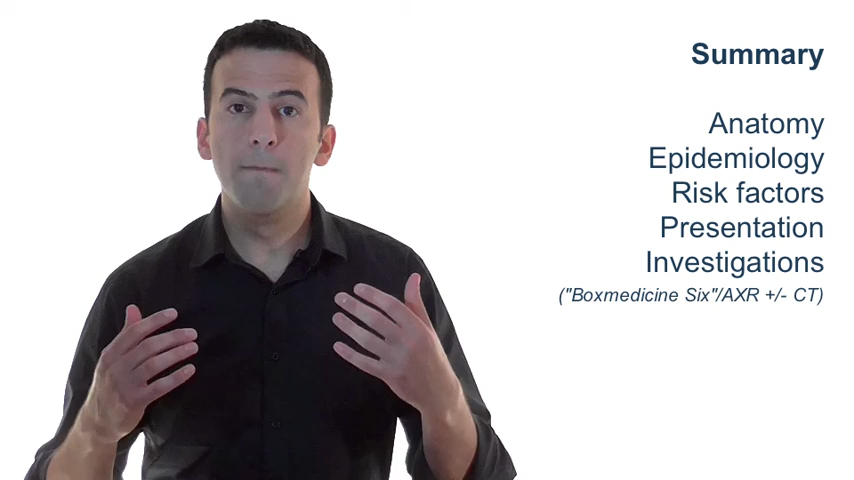 Summary
Anatomy
Epidemiology
Risk factors
Presentation
Investigations
("Boxmedicine Six"/AXR +/- CT)